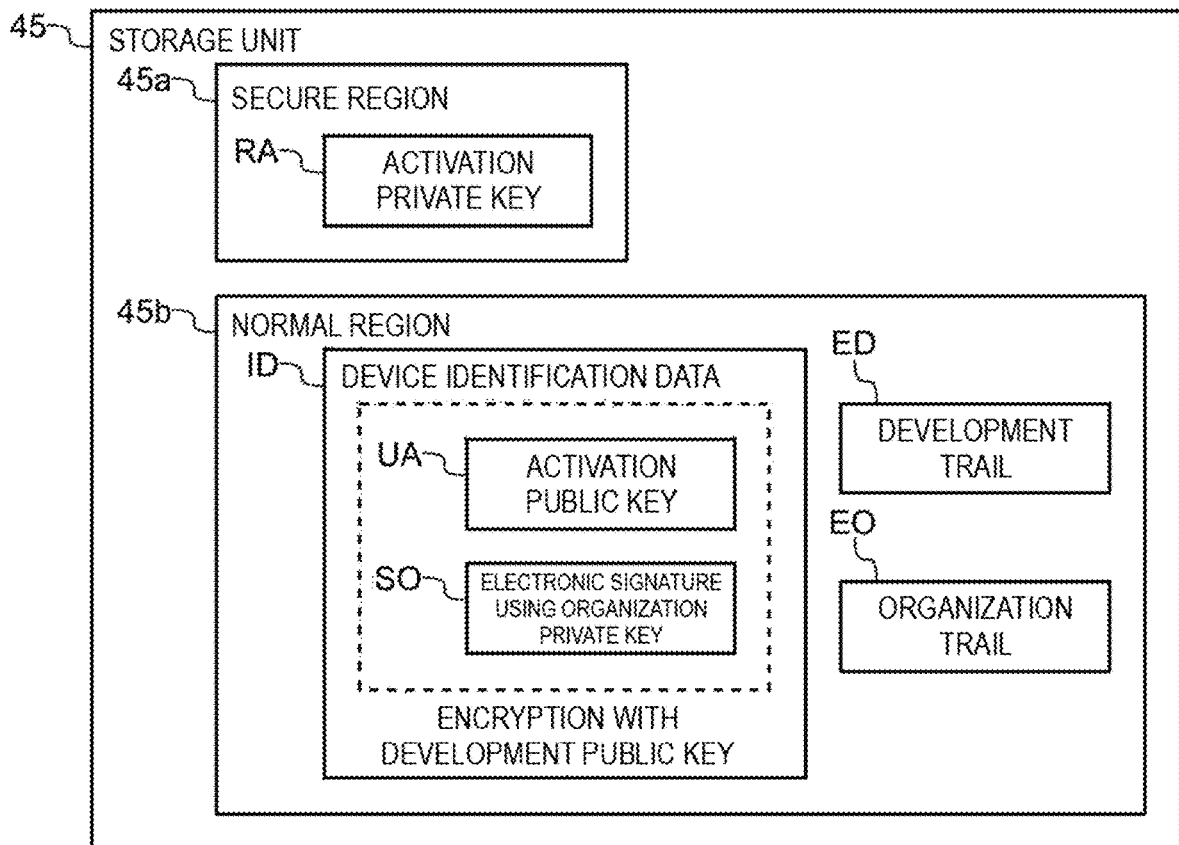 45
STORAGE UNIT
45a
SECURE REGION
RA
ACTIVATION
PRIVATE KEY
45b
NORMAL REGION
ID
DEVICE IDENTIFICATION DATA
UA
ACTIVATION
PUBLIC KEY
SO
ELECTRONIC SIGNATURE
USING ORGANIZATION
PRIVATE KEY
ENCRYPTION WITH
DEVELOPMENT PUBLIC KEY
ED
DEVELOPMENT
TRAIL
EO
ORGANIZATION
TRAIL